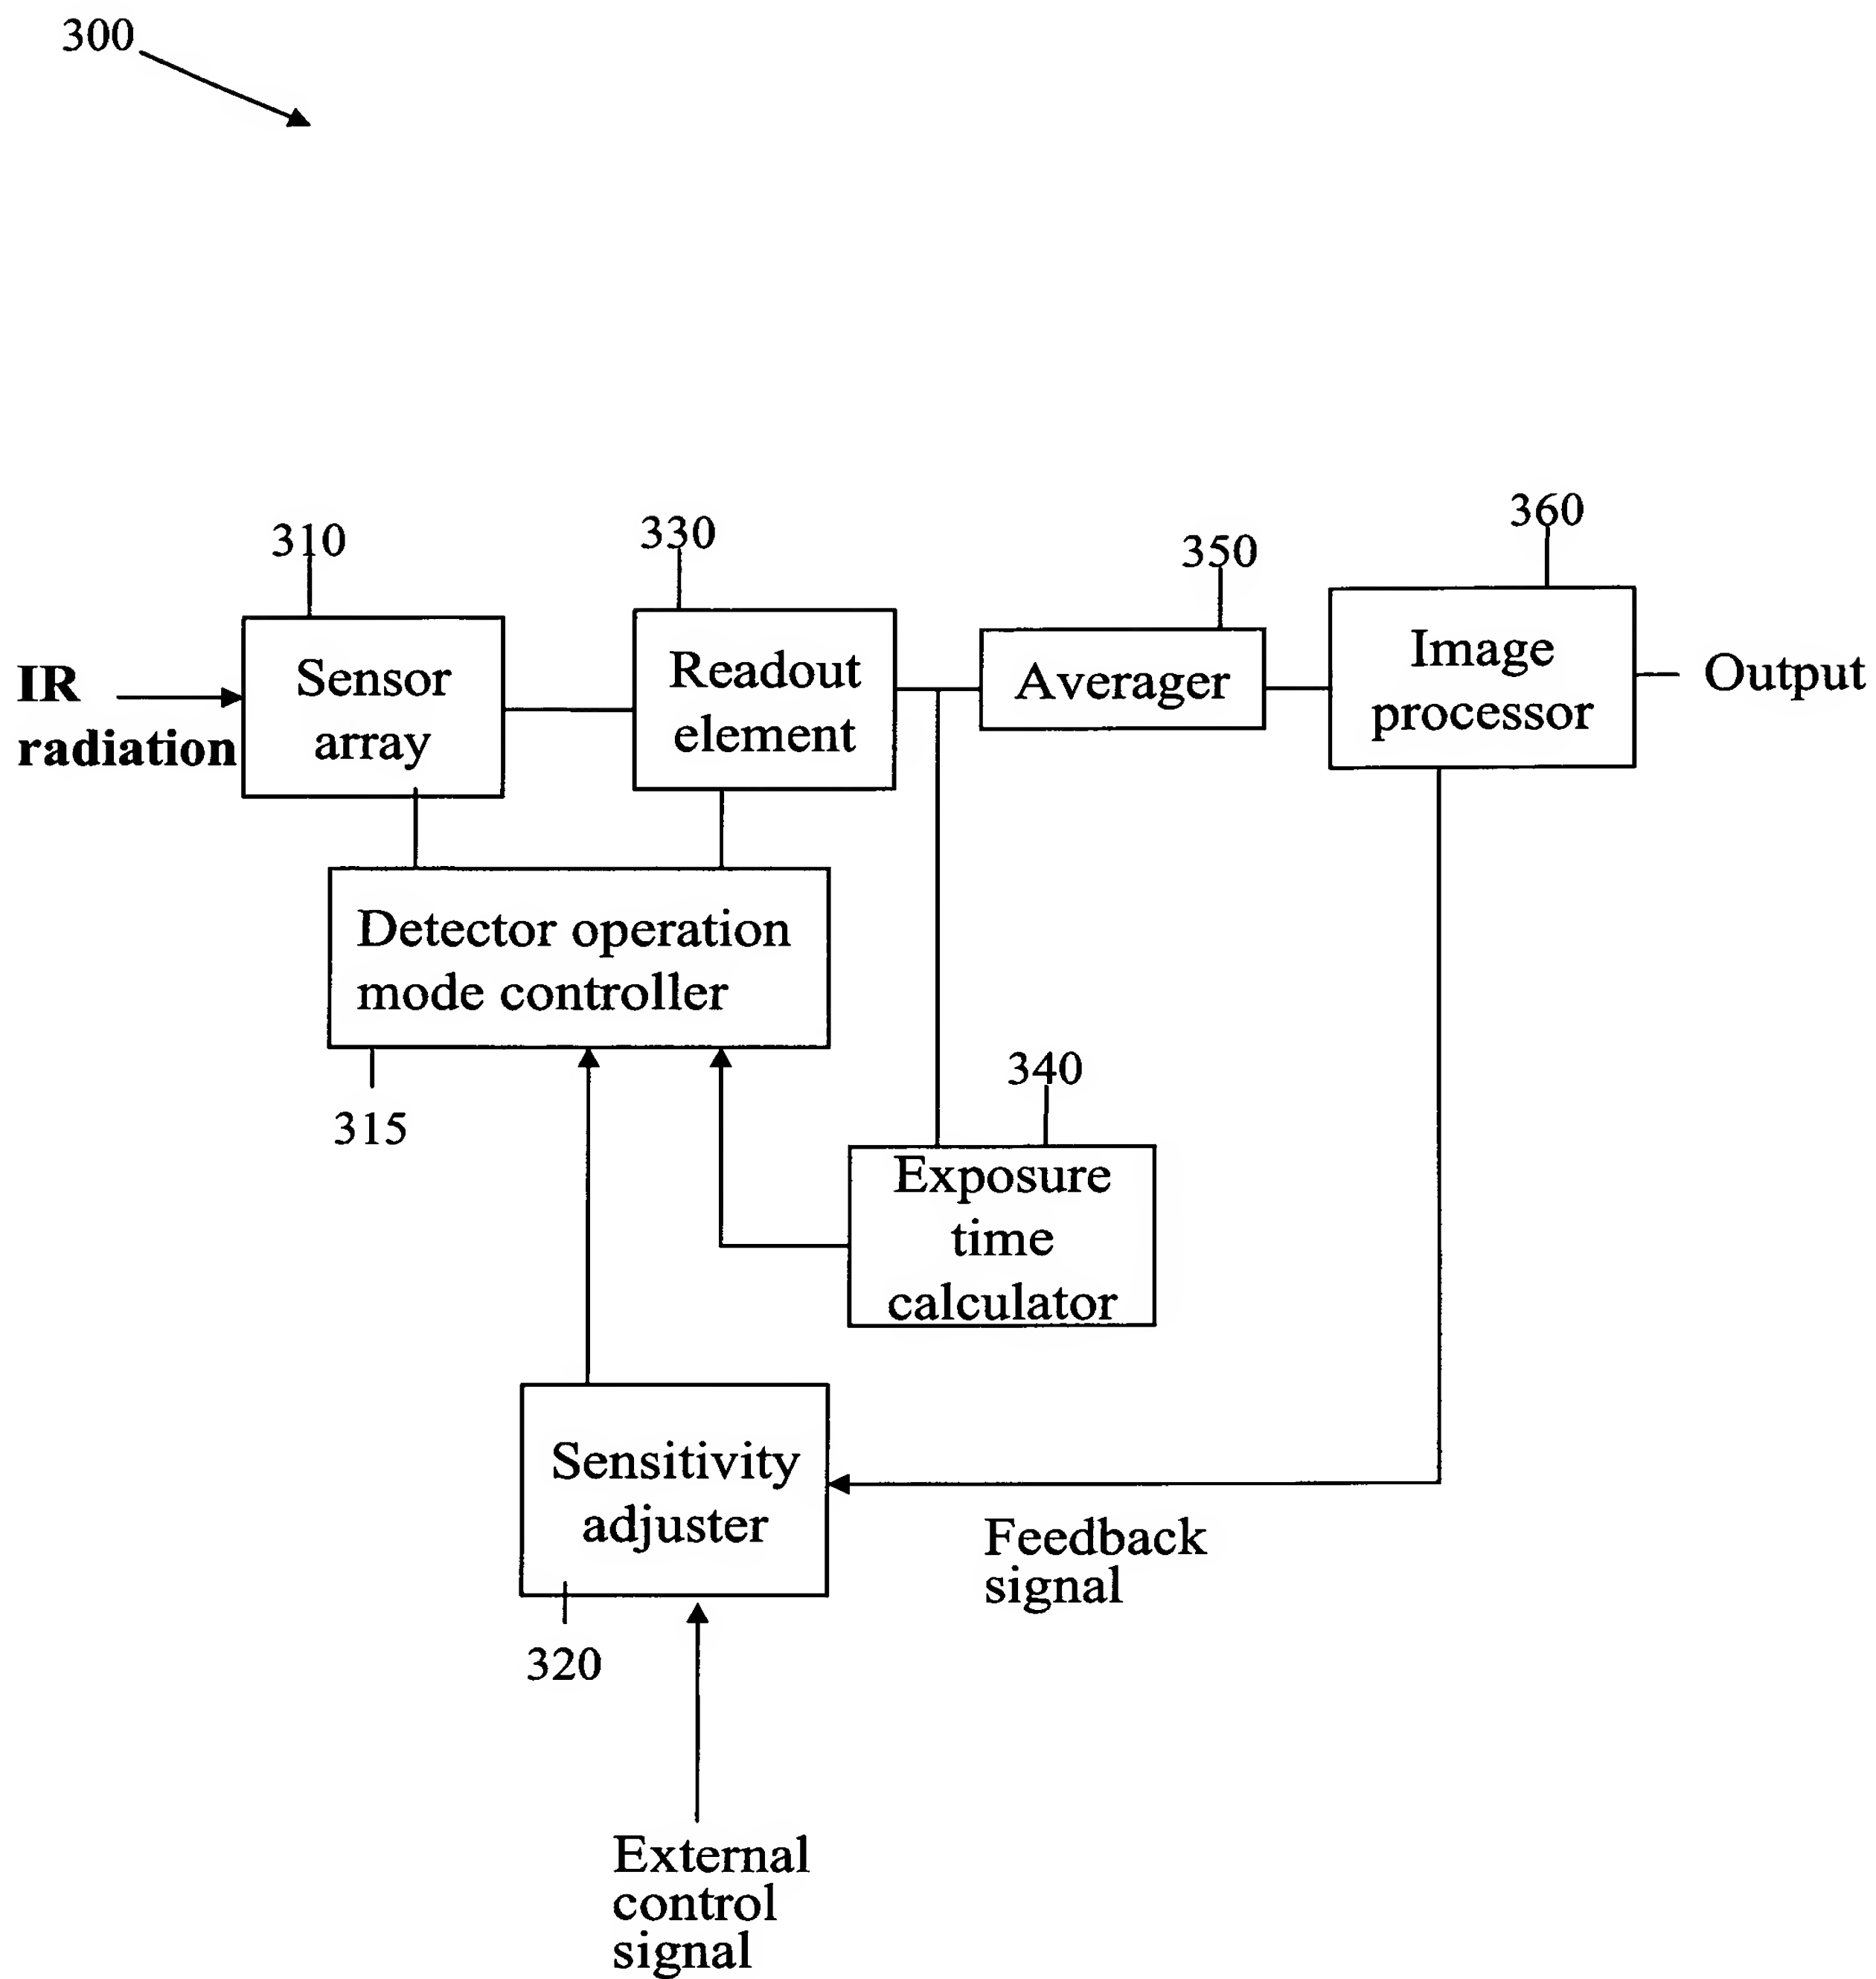 300
310
330
350
360
IR
radiation
Sensor
array
Readout
element
Averager
Image
processor
Output
Detector operation
mode controller
315
340
Exposure
time
calculator
Sensitivity
adjuster
320
Feedback
signal
External
control
signal